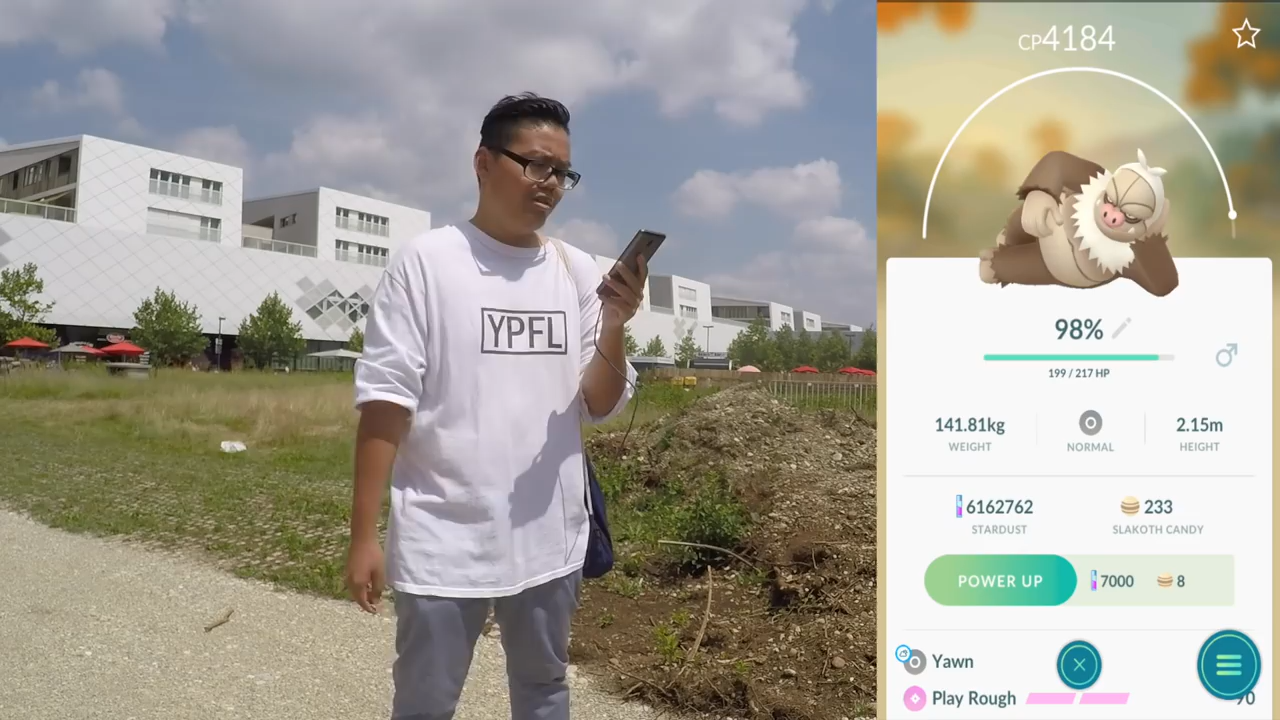 YPFL
CP4184
98%
199 / 217 HP
141.81kg
WEIGHT
NORMAL
2.15m
HEIGHT
6162762
STARDUST
233
SLAKOTH CANDY
POWER UP
7000
8
Yawn
Play Rough
90